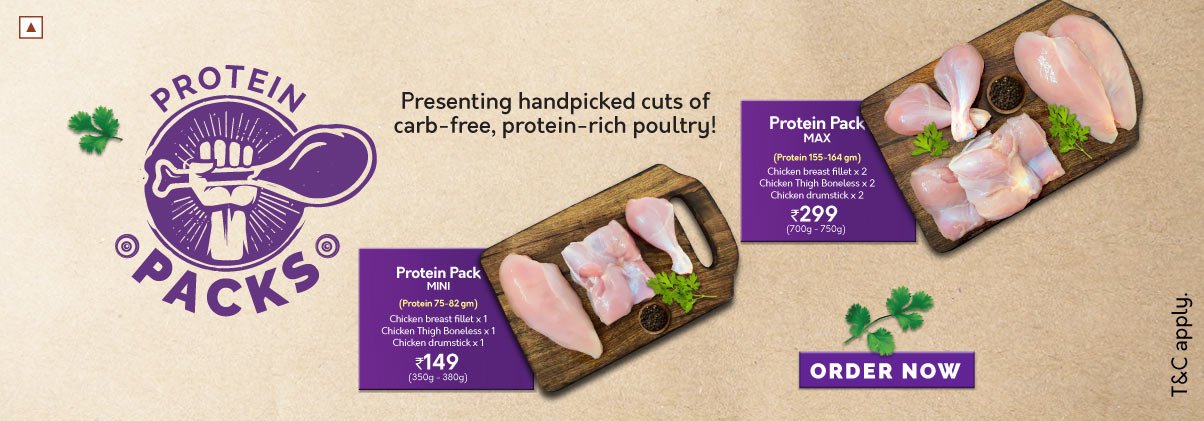 PROTEIN
PACKS
Presenting handpicked cuts of
carb-free, protein-rich poultry!
Protein Pack
MINI
(Protein 75-82 gm)
Chicken breast fillet x 1
Chicken Thigh Boneless x 1
Chicken drumstick x 1
₹149
(350g - 380g)
Protein Pack
MAX
(Protein 155-164 gm)
Chicken breast fillet x 2
Chicken Thigh Boneless x 2
Chicken drumstick x 2
₹299
(700g - 750g)
ORDER NOW
T&C apply.